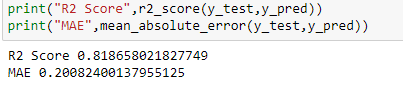 print("R2 Score",r2_score(y_test,y_pred))
print("MAE",mean_absolute_error(y_test,y_pred))
R2 Score 0.818658021827749
MAE 0.20082400137955125